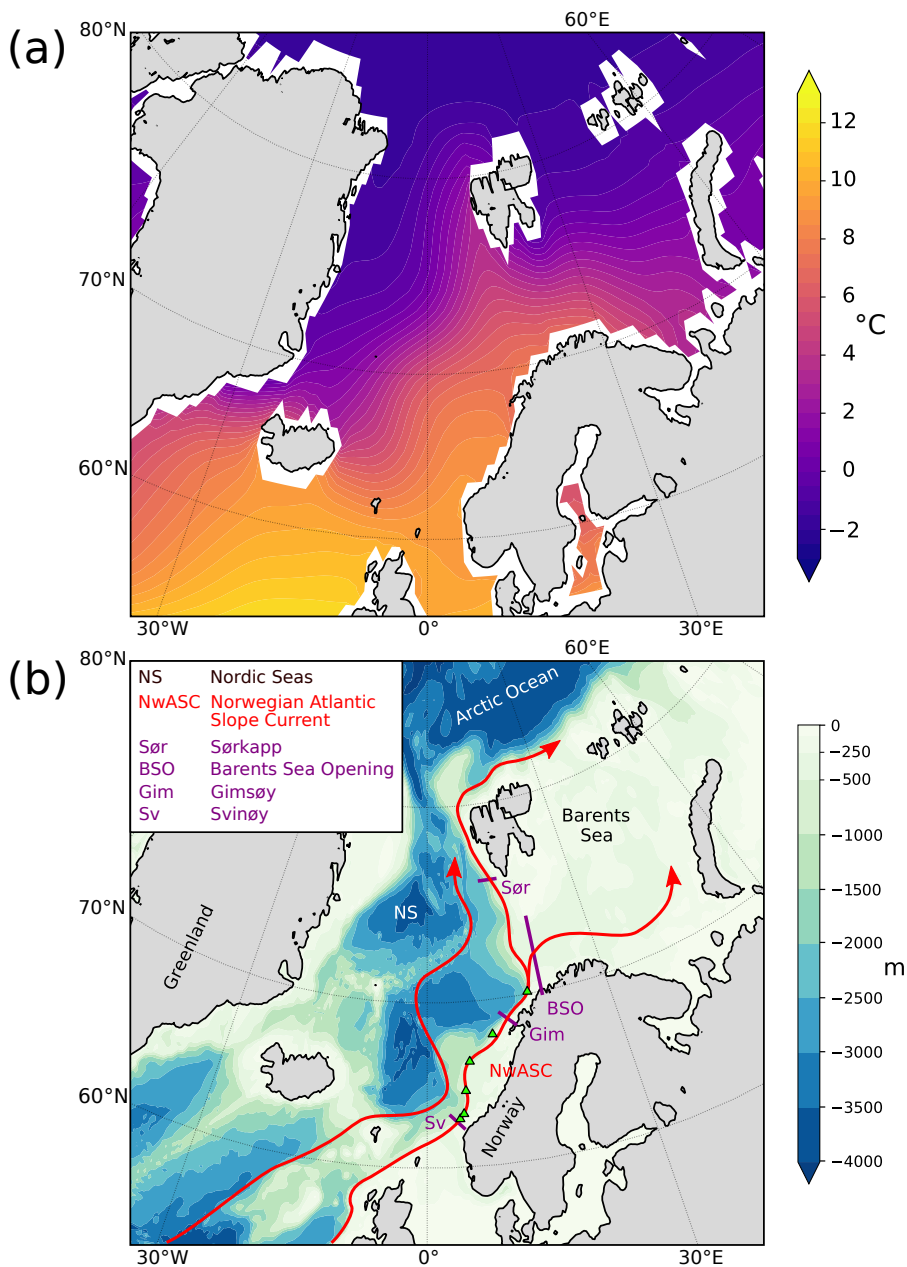 (a)
60°E
80°N
70°N
60°N
30°W
0°
60°E
30°E
12
10
8
6
4
2
0
−2
°C
(b)
80°N
70°N
60°N
NS Nordic Seas
NwASC Norwegian Atlantic
Slope Current
Sør Sørkapp
BSO Barents Sea Opening
Gim Gimsøy
Sv Svinøy
Arctic Ocean
Barents
Sea
Sør
NS
Greenland
BSO
Gim
NwASC
Sv
Norway
30°W
0°
30°E
0
−250
−500
−1000
−1500
−2000
−2500
−3000
−3500
−4000
m